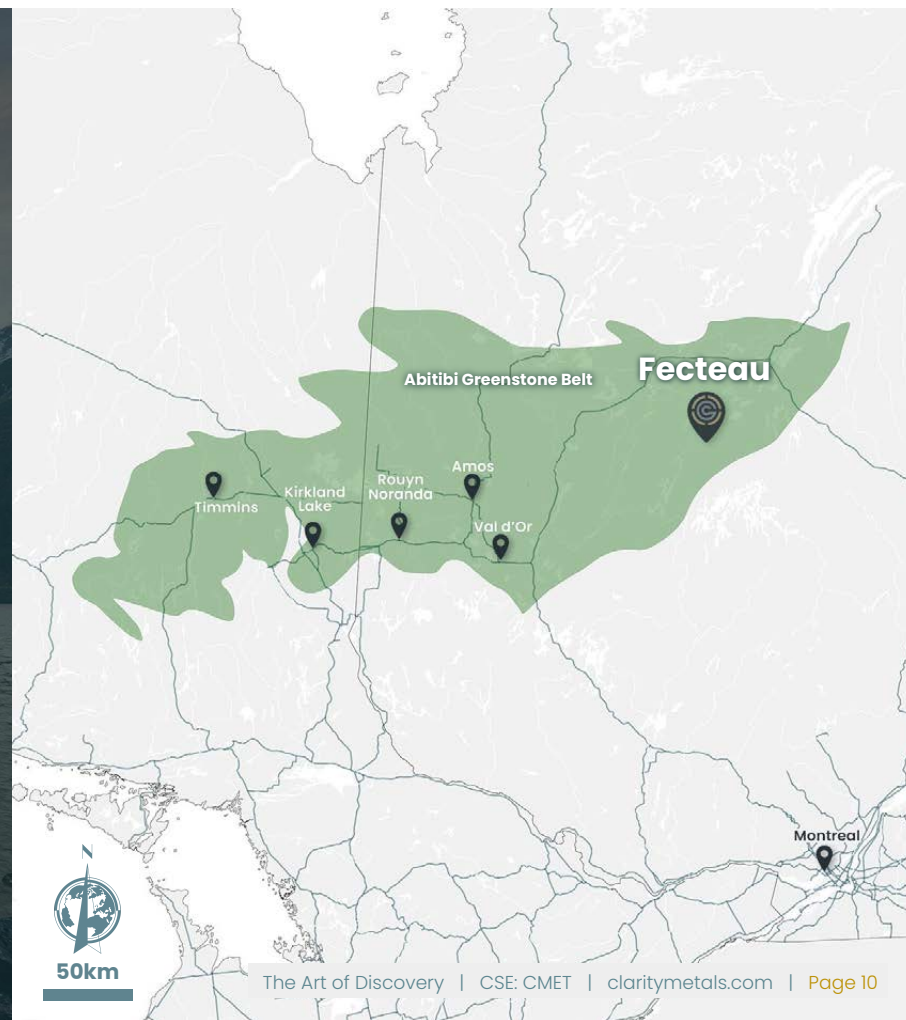 Fecteau
Abitibi Greenstone Belt
Amos
Rouyn
Noranda
Kirkland
Lake
Timmins
Val d'Or
Montreal
N
50km
The Art of Discovery | CSE: CMET | claritymetals.com | Page 10